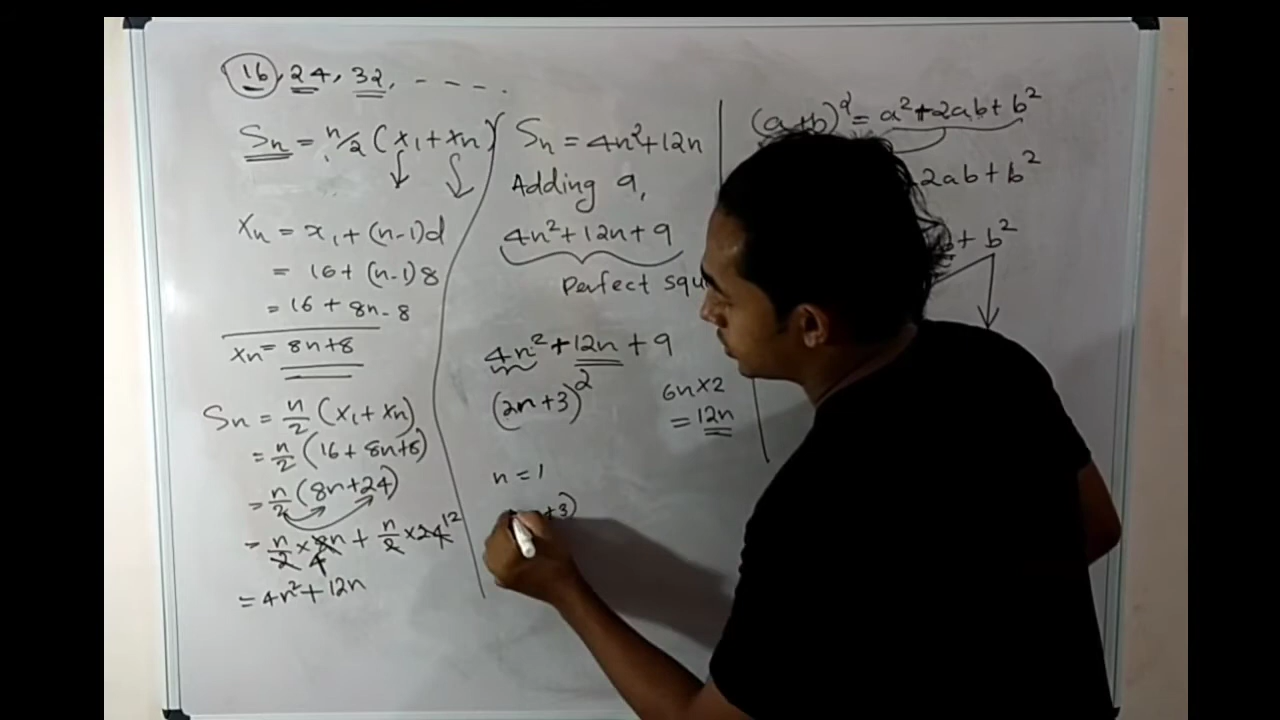 16, 24, 32, - - - - .
Sn = n/2 (x₁ + xn)
xn = x₁ + (n-1)d
= 16 + (n-1)8
= 16 + 8n - 8
xn = 8n+8
Sn = n/2 (x₁ + xn)
= n/2 (16 + 8n+8)
= n/2 (8n+24)
= n/2 × 8n + n/2 × 24 12
4
= 4n² + 12n
Sn = 4n²+12n
Adding 9,
4n² + 12n + 9
Perfect squ
4n² + 12n + 9
(2n+3)²
6n×2
= 12n
n = 1
+3)
(a+b)² = a²+2ab+b²
2ab + b²
+ b²